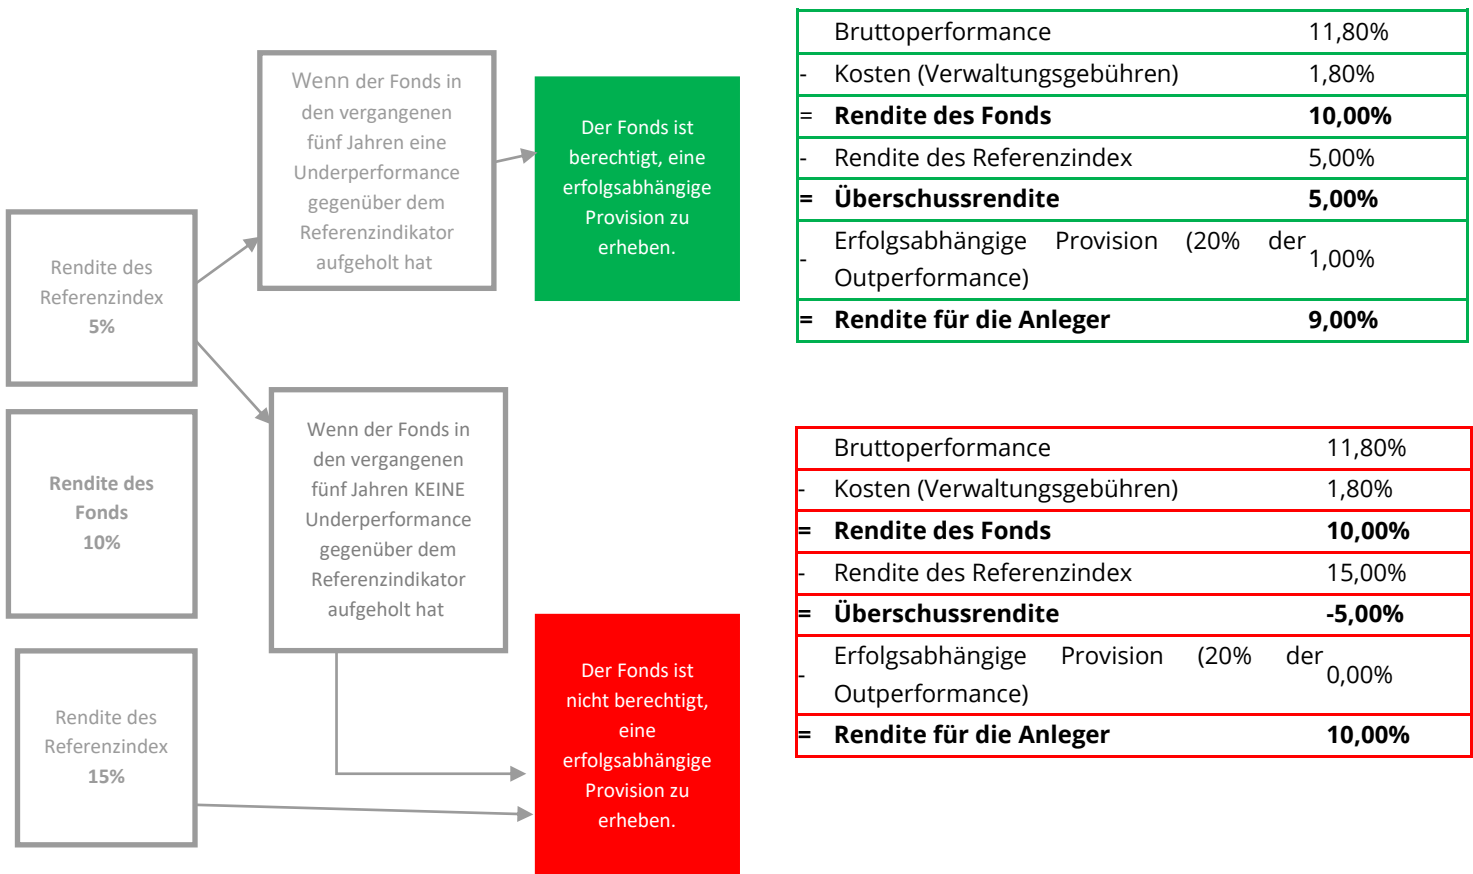 Rendite des
Referenzindex
5%
Rendite des
Fonds
10%
Rendite des
Referenzindex
15%
Wenn der Fonds in
den vergangenen
fünf Jahren eine
Underperformance
gegenüber dem
Referenzindikator
aufgeholt hat
Wenn der Fonds in
den vergangenen
fünf Jahren KEINE
Underperformance
gegenüber dem
Referenzindikator
aufgeholt hat
Der Fonds ist
berechtigt, eine
erfolgsabhängige
Provision zu
erheben.
Der Fonds ist
nicht berechtigt,
eine
erfolgsabhängige
Provision zu
erheben.
Bruttoperformance 11,80%
- Kosten (Verwaltungsgebühren) 1,80%
= Rendite des Fonds 10,00%
- Rendite des Referenzindex 5,00%
= Überschussrendite 5,00%
- Erfolgsabhängige Provision (20% der
Outperformance) 1,00%
= Rendite für die Anleger 9,00%
Bruttoperformance 11,80%
- Kosten (Verwaltungsgebühren) 1,80%
= Rendite des Fonds 10,00%
- Rendite des Referenzindex 15,00%
= Überschussrendite -5,00%
- Erfolgsabhängige Provision (20% der
Outperformance) 0,00%
= Rendite für die Anleger 10,00%